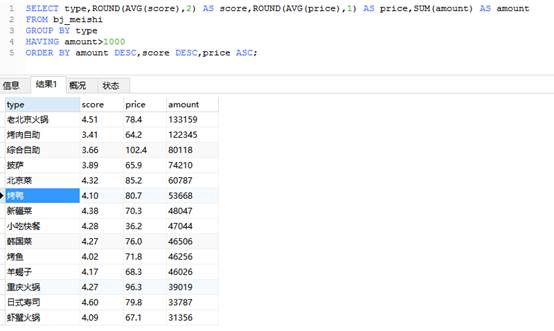 1 SELECT type,ROUND(AVG(score),2) AS score,ROUND(AVG(price),1) AS price,SUM(amount) AS amount
2 FROM bj_meishi
3 GROUP BY type
4 HAVING amount>1000
5 ORDER BY amount DESC,score DESC,price ASC;
信息 结果1 概况 状态
type score price amount
老北京火锅 4.51 78.4 133159
烤肉自助 3.41 64.2 122345
综合自助 3.66 102.4 80118
披萨 3.89 65.9 74210
北京菜 4.32 85.2 60787
烤鸭 4.10 80.7 53668
新疆菜 4.38 70.3 48047
小吃快餐 4.28 36.2 47044
韩国菜 4.27 76.0 46506
烤鱼 4.02 71.8 46256
羊蝎子 4.17 68.3 46026
重庆火锅 4.27 96.3 39019
日式寿司 4.60 79.8 33787
虾蟹火锅 4.09 67.1 31356